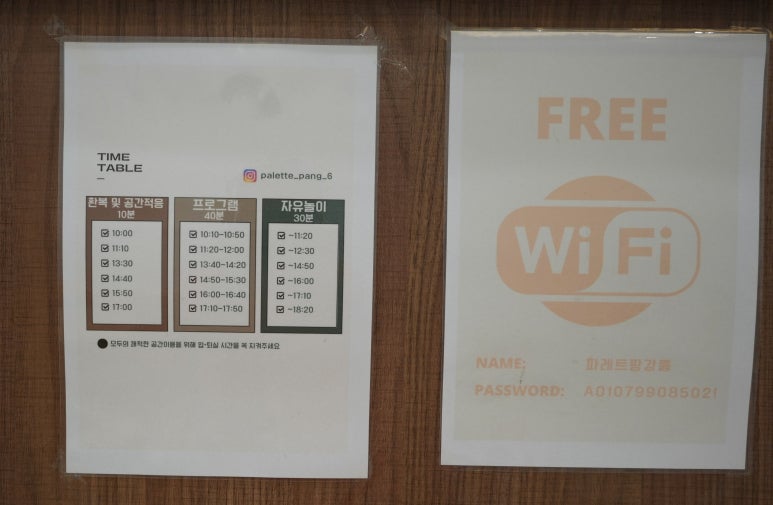 TIME
TABLE
palette_pang_6
환복 및 공간적응
10분
10:00
11:10
13:30
14:40
15:50
17:00
프로그램
40분
10:10~10:50
11:20~12:00
13:40~14:20
14:50~15:30
16:00~16:40
17:10~17:50
자유놀이
30분
~11:20
~12:30
~14:50
~16:00
~17:10
~18:20
모두의 쾌적한 공간이용을 위해 입·퇴실 시간을 꼭 지켜주세요
FREE
WiFi
NAME: 파레트팡강릉
PASSWORD: A01079908502!